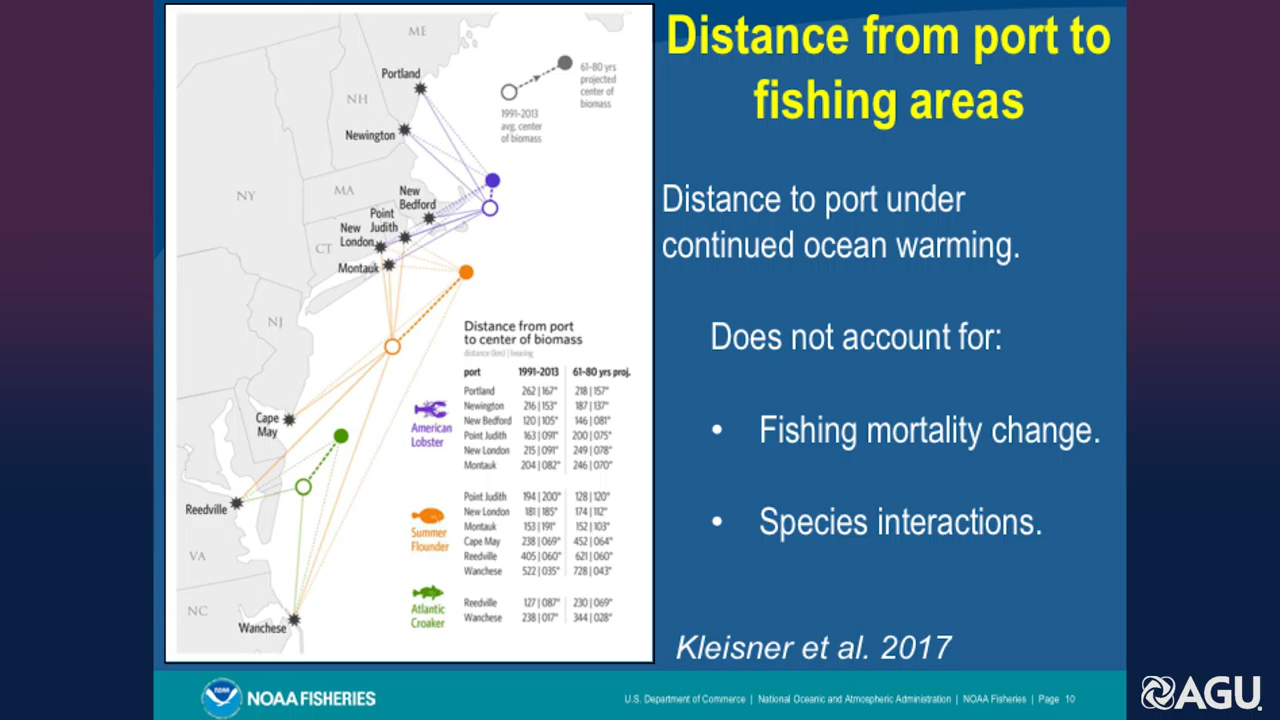 Distance from port to
fishing areas
Distance to port under
continued ocean warming.
Does not account for:
• Fishing mortality change.
• Species interactions.
Kleisner et al. 2017
ME
Portland
NH
Newington
NY
MA
New
Bedford
Point
Judith
New
London
CT
Montauk
NJ
Cape
May
Reedville
VA
NC
Wanchese
61-80 yrs
projected
center of
biomass
1991-2013
avg. center
of biomass
Distance from port
to center of biomass
distance (km) | bearing
port 1991-2013 61-80 yrs proj.
American
Lobster
Portland 262 | 167° 218 | 157°
Newington 216 | 153° 187 | 137°
New Bedford 120 | 105° 146 | 081°
Point Judith 163 | 091° 200 | 075°
New London 215 | 091° 249 | 078°
Montauk 204 | 082° 246 | 070°
Summer
Flounder
Point Judith 194 | 200° 128 | 120°
New London 181 | 185° 174 | 112°
Montauk 153 | 191° 152 | 103°
Cape May 238 | 069° 452 | 064°
Reedville 405 | 060° 621 | 060°
Wanchese 522 | 035° 728 | 043°
Atlantic
Croaker
Reedville 127 | 087° 230 | 069°
Wanchese 238 | 017° 344 | 028°
NOAA
NOAA FISHERIES
U.S. Department of Commerce | National Oceanic and Atmospheric Administration | NOAA Fisheries | Page 10
AGU